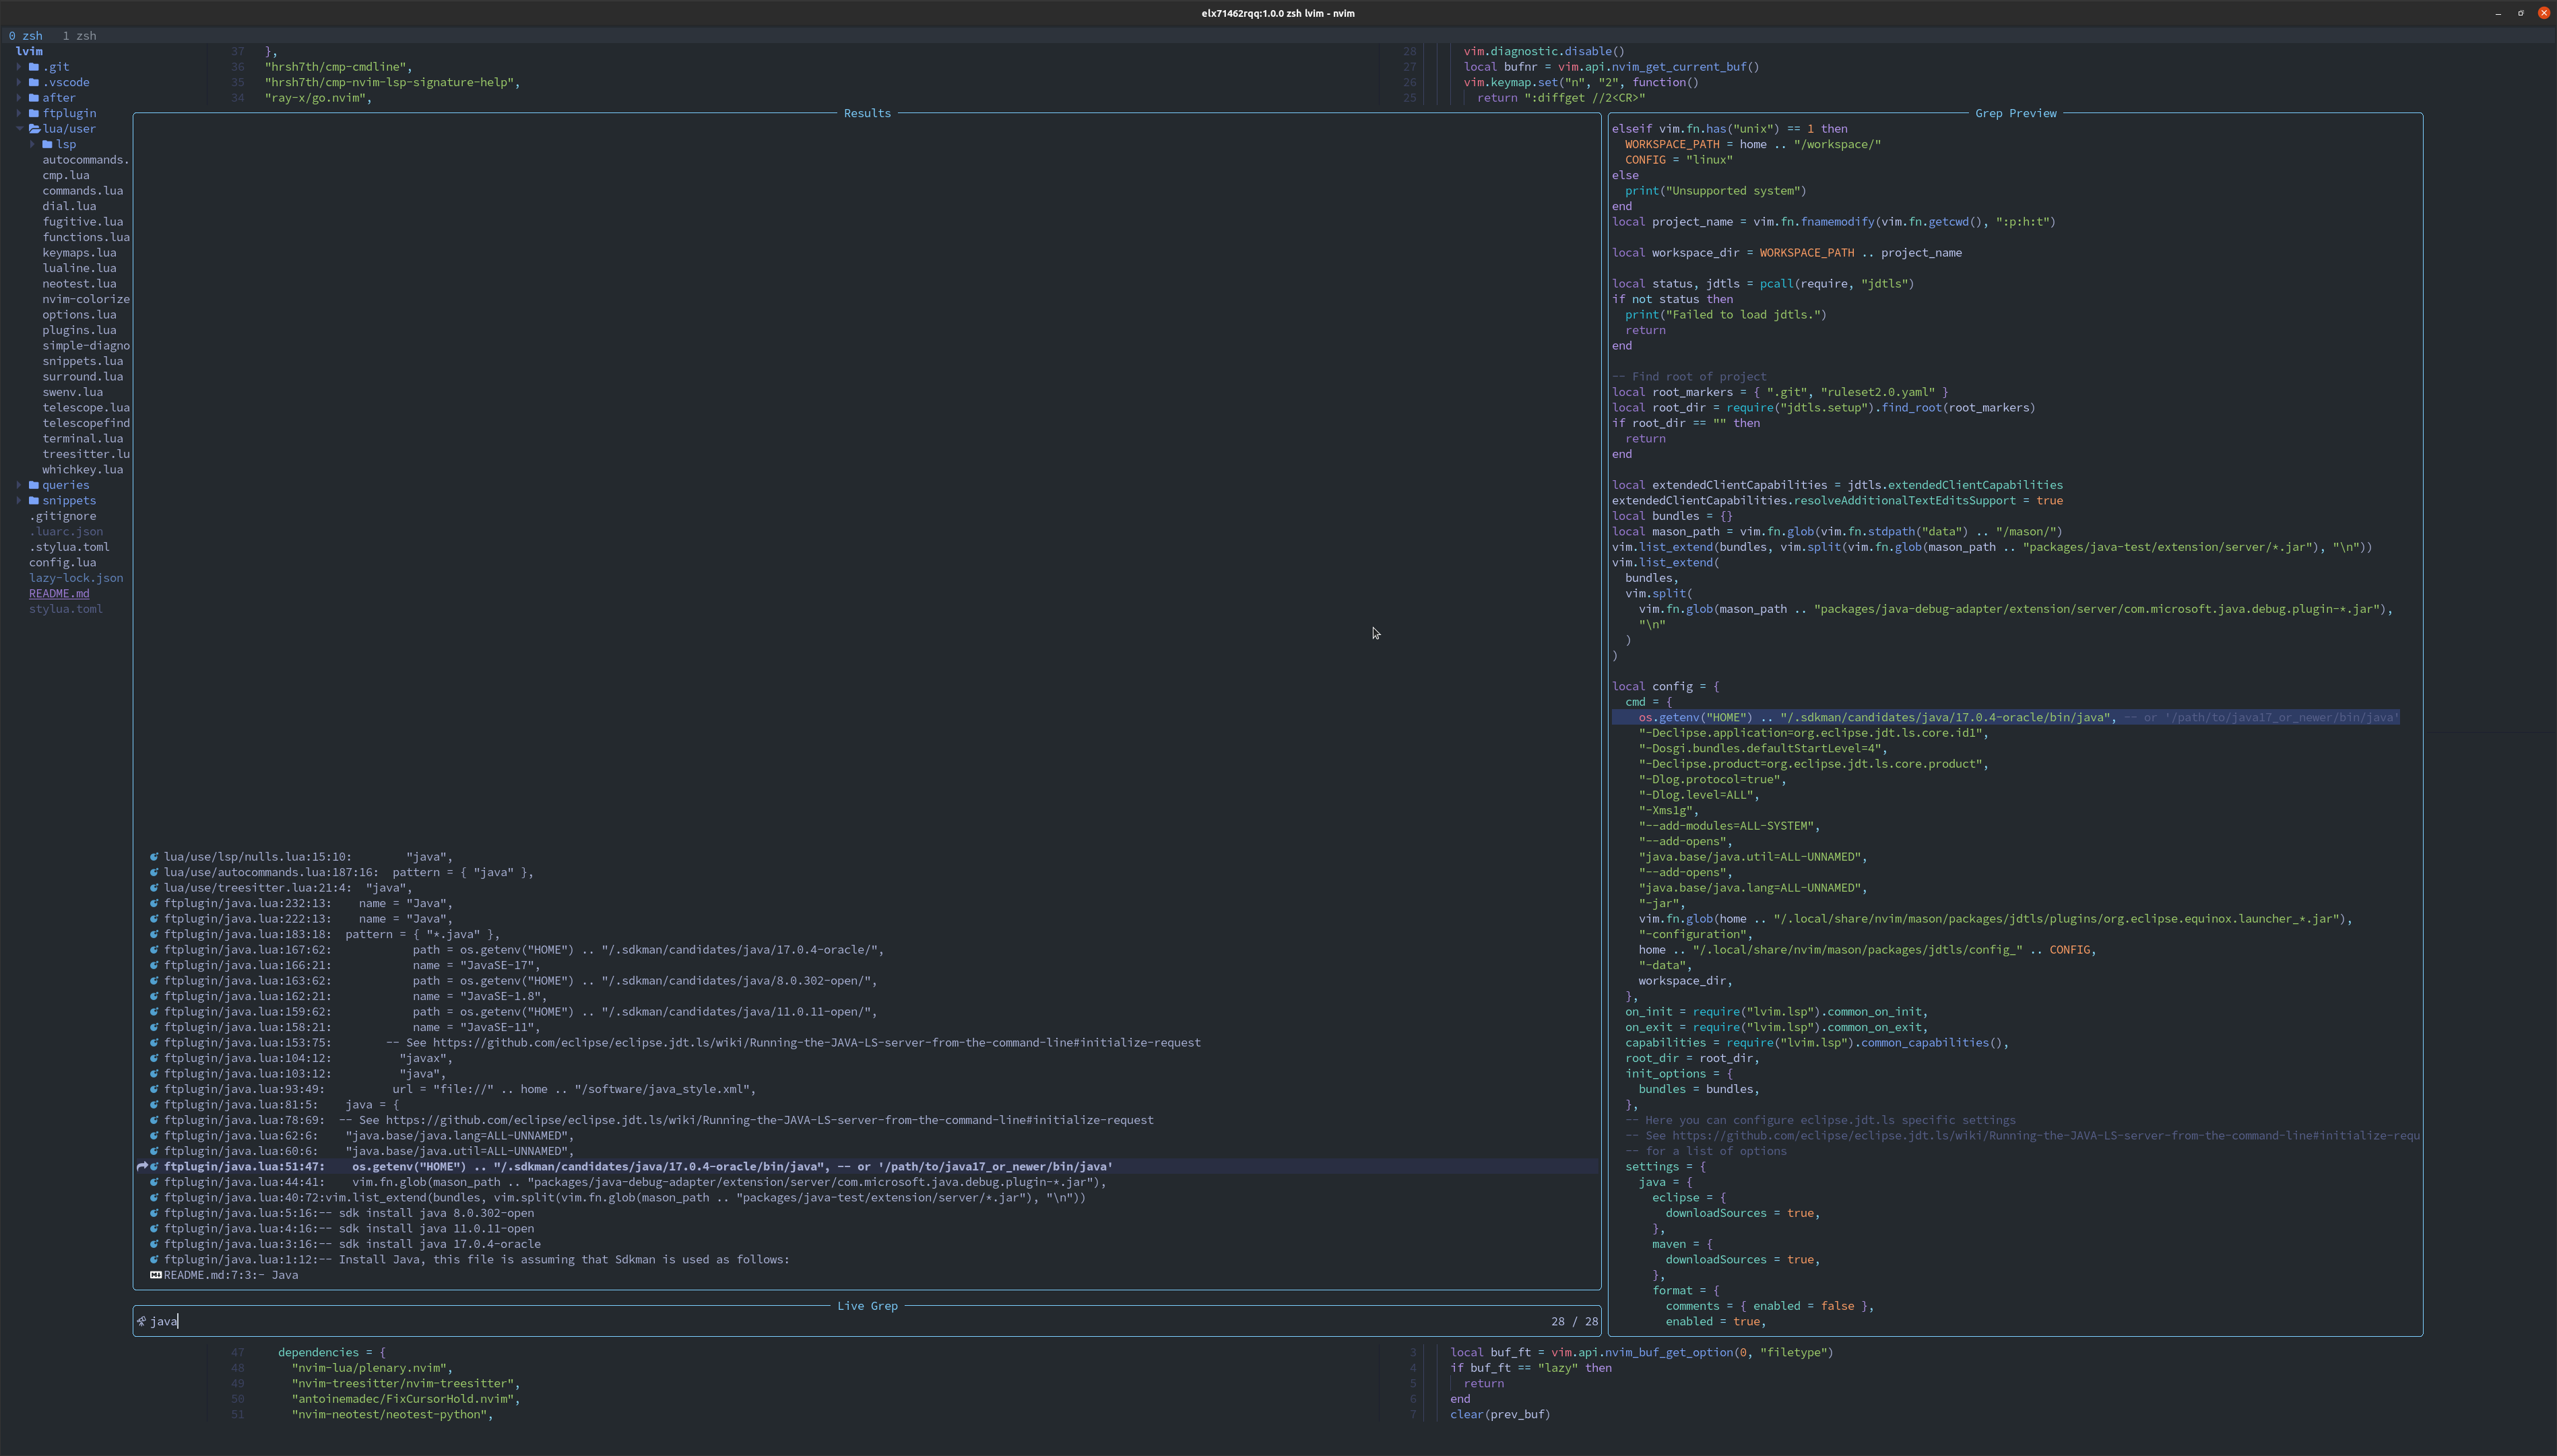 elx71462rqq:1.0.0 zsh lvim - nvim
0 zsh   1 zsh
lvim
.git
.vscode
after
ftplugin
lua/user
lsp
autocommands.
cmp.lua
commands.lua
dial.lua
fugitive.lua
functions.lua
keymaps.lua
lualine.lua
neotest.lua
nvim-colorize
options.lua
plugins.lua
simple-diagno
snippets.lua
surround.lua
swenv.lua
telescope.lua
telescopefind
terminal.lua
treesitter.lu
whichkey.lua
queries
snippets
.gitignore
.luarc.json
.stylua.toml
config.lua
lazy-lock.json
README.md
stylua.toml
37 },
36 "hrsh7th/cmp-cmdline",
35 "hrsh7th/cmp-nvim-lsp-signature-help",
34 "ray-x/go.nvim",
28 vim.diagnostic.disable()
27 local bufnr = vim.api.nvim_get_current_buf()
26 vim.keymap.set("n", "2", function()
25 return ":diffget //2<CR>"
Results
lua/use/lsp/nulls.lua:15:10: "java",
lua/use/autocommands.lua:187:16: pattern = { "java" },
lua/use/treesitter.lua:21:4: "java",
ftplugin/java.lua:232:13: name = "Java",
ftplugin/java.lua:222:13: name = "Java",
ftplugin/java.lua:183:18: pattern = { "*.java" },
ftplugin/java.lua:167:62: path = os.getenv("HOME") .. "/.sdkman/candidates/java/17.0.4-oracle/",
ftplugin/java.lua:166:21: name = "JavaSE-17",
ftplugin/java.lua:163:62: path = os.getenv("HOME") .. "/.sdkman/candidates/java/8.0.302-open/",
ftplugin/java.lua:162:21: name = "JavaSE-1.8",
ftplugin/java.lua:159:62: path = os.getenv("HOME") .. "/.sdkman/candidates/java/11.0.11-open/",
ftplugin/java.lua:158:21: name = "JavaSE-11",
ftplugin/java.lua:153:75: -- See https://github.com/eclipse/eclipse.jdt.ls/wiki/Running-the-JAVA-LS-server-from-the-command-line#initialize-request
ftplugin/java.lua:104:12: "javax",
ftplugin/java.lua:103:12: "java",
ftplugin/java.lua:93:49: url = "file://" .. home .. "/software/java_style.xml",
ftplugin/java.lua:81:5: java = {
ftplugin/java.lua:78:69: -- See https://github.com/eclipse/eclipse.jdt.ls/wiki/Running-the-JAVA-LS-server-from-the-command-line#initialize-request
ftplugin/java.lua:62:6: "java.base/java.lang=ALL-UNNAMED",
ftplugin/java.lua:60:6: "java.base/java.util=ALL-UNNAMED",
ftplugin/java.lua:51:47: os.getenv("HOME") .. "/.sdkman/candidates/java/17.0.4-oracle/bin/java", -- or '/path/to/java17_or_newer/bin/java'
ftplugin/java.lua:44:41: vim.fn.glob(mason_path .. "packages/java-debug-adapter/extension/server/com.microsoft.java.debug.plugin-*.jar"),
ftplugin/java.lua:40:72:vim.list_extend(bundles, vim.split(vim.fn.glob(mason_path .. "packages/java-test/extension/server/*.jar"), "\n"))
ftplugin/java.lua:5:16:-- sdk install java 8.0.302-open
ftplugin/java.lua:4:16:-- sdk install java 11.0.11-open
ftplugin/java.lua:3:16:-- sdk install java 17.0.4-oracle
ftplugin/java.lua:1:12:-- Install Java, this file is assuming that Sdkman is used as follows:
README.md:7:3:- Java
Live Grep
java 28 / 28
Grep Preview
elseif vim.fn.has("unix") == 1 then
WORKSPACE_PATH = home .. "/workspace/"
CONFIG = "linux"
else
print("Unsupported system")
end
local project_name = vim.fn.fnamemodify(vim.fn.getcwd(), ":p:h:t")
local workspace_dir = WORKSPACE_PATH .. project_name
local status, jdtls = pcall(require, "jdtls")
if not status then
print("Failed to load jdtls.")
return
end
-- Find root of project
local root_markers = { ".git", "ruleset2.0.yaml" }
local root_dir = require("jdtls.setup").find_root(root_markers)
if root_dir == "" then
return
end
local extendedClientCapabilities = jdtls.extendedClientCapabilities
extendedClientCapabilities.resolveAdditionalTextEditsSupport = true
local bundles = {}
local mason_path = vim.fn.glob(vim.fn.stdpath("data") .. "/mason/")
vim.list_extend(bundles, vim.split(vim.fn.glob(mason_path .. "packages/java-test/extension/server/*.jar"), "\n"))
vim.list_extend(
bundles,
vim.split(
vim.fn.glob(mason_path .. "packages/java-debug-adapter/extension/server/com.microsoft.java.debug.plugin-*.jar"),
"\n"
)
)
local config = {
cmd = {
os.getenv("HOME") .. "/.sdkman/candidates/java/17.0.4-oracle/bin/java", -- or '/path/to/java17_or_newer/bin/java'
"-Declipse.application=org.eclipse.jdt.ls.core.id1",
"-Dosgi.bundles.defaultStartLevel=4",
"-Declipse.product=org.eclipse.jdt.ls.core.product",
"-Dlog.protocol=true",
"-Dlog.level=ALL",
"-Xms1g",
"--add-modules=ALL-SYSTEM",
"--add-opens",
"java.base/java.util=ALL-UNNAMED",
"--add-opens",
"java.base/java.lang=ALL-UNNAMED",
"-jar",
vim.fn.glob(home .. "/.local/share/nvim/mason/packages/jdtls/plugins/org.eclipse.equinox.launcher_*.jar"),
"-configuration",
home .. "/.local/share/nvim/mason/packages/jdtls/config_" .. CONFIG,
"-data",
workspace_dir,
},
on_init = require("lvim.lsp").common_on_init,
on_exit = require("lvim.lsp").common_on_exit,
capabilities = require("lvim.lsp").common_capabilities(),
root_dir = root_dir,
init_options = {
bundles = bundles,
},
-- Here you can configure eclipse.jdt.ls specific settings
-- See https://github.com/eclipse/eclipse.jdt.ls/wiki/Running-the-JAVA-LS-server-from-the-command-line#initialize-requ
-- for a list of options
settings = {
java = {
eclipse = {
downloadSources = true,
},
maven = {
downloadSources = true,
},
format = {
comments = { enabled = false },
enabled = true,
47 dependencies = {
48 "nvim-lua/plenary.nvim",
49 "nvim-treesitter/nvim-treesitter",
50 "antoinemadec/FixCursorHold.nvim",
51 "nvim-neotest/neotest-python",
3 local buf_ft = vim.api.nvim_buf_get_option(0, "filetype")
4 if buf_ft == "lazy" then
5 return
6 end
7 clear(prev_buf)